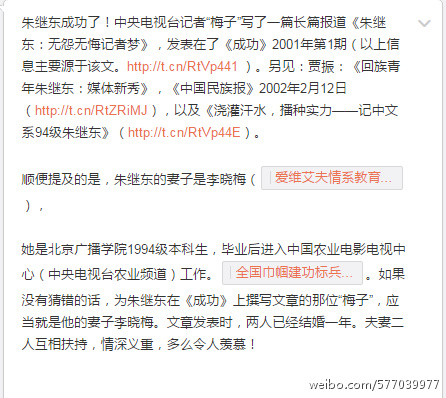 朱继东成功了！中央电视台记者“梅子”写了一篇长篇报道《朱继
东：无怨无悔记者梦》，发表在了《成功》2001年第1期（以上信
息主要源于该文。http://t.cn/RtVp441 ）。另见：贾振：《回族青
年朱继东：媒体新秀》，《中国民族报》2002年2月12日
（http://t.cn/RtZRiMJ），以及《浇灌汗水，播种实力——记中文
系94级朱继东》（http://t.cn/RtVp44E）。
顺便提及的是，朱继东的妻子是李晓梅（ 爱维艾夫情系教育...
），
她是北京广播学院1994级本科生，毕业后进入中国农业电影电视中
心（中央电视台农业频道）工作。 全国巾帼建功标兵... 。如果
没有猜错的话，为朱继东在《成功》上撰写文章的那位“梅子”，应
当就是他的妻子李晓梅。文章发表时，两人已经结婚一年。夫妻二
人互相扶持，情深义重，多么令人羡慕！
weibo.com/577039977